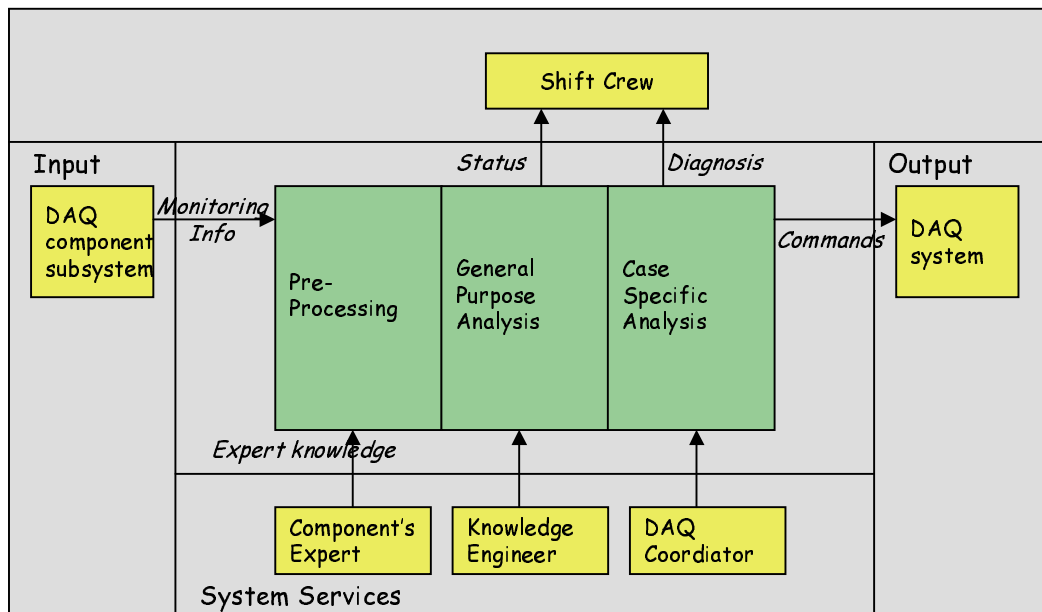 Shift Crew
Input
Status
Diagnosis
Output
DAQ
component
subsystem
Monitoring
Info
Pre-
Processing
General
Purpose
Analysis
Case
Specific
Analysis
Commands
DAQ
system
Expert knowledge
Component's
Expert
Knowledge
Engineer
DAQ
Coordiator
System Services